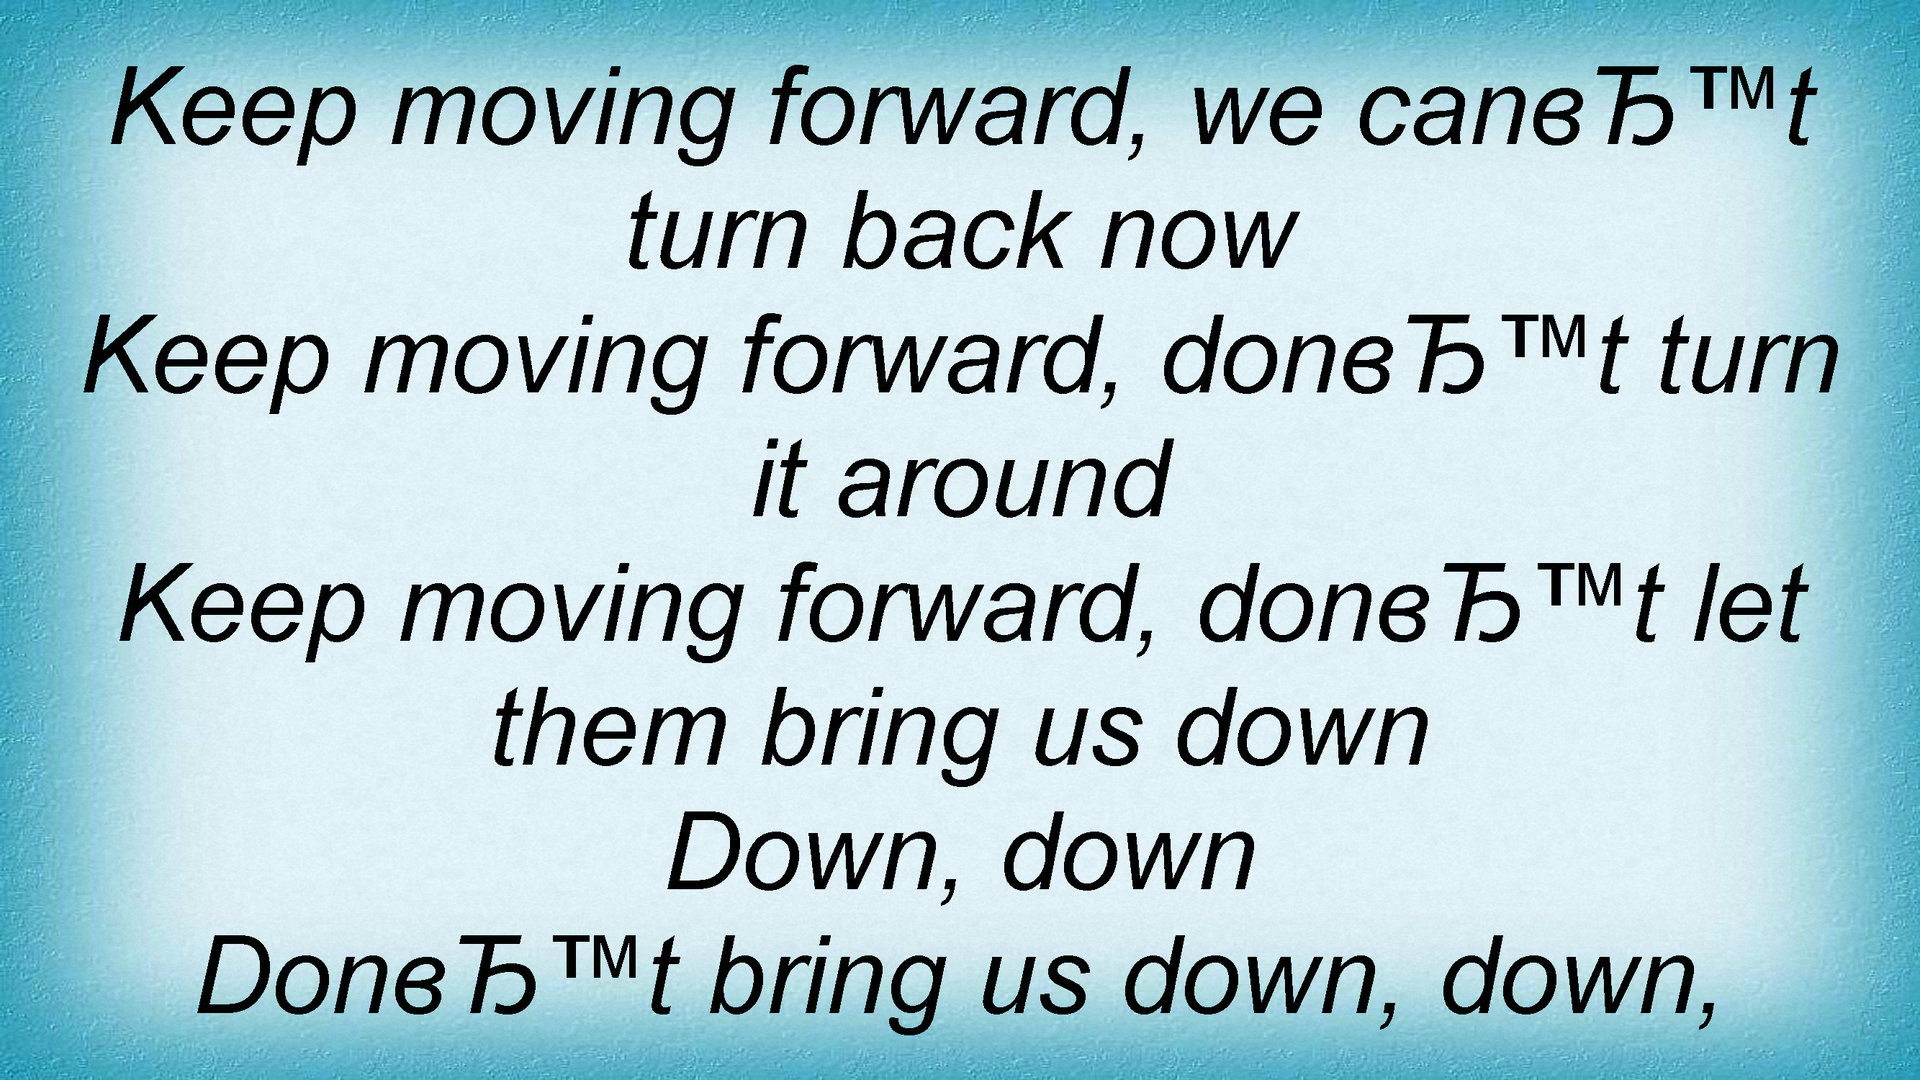 Keep moving forward, we canвЂ™t
turn back now
Keep moving forward, donвЂ™t turn
it around
Keep moving forward, donвЂ™t let
them bring us down
Down, down
DonвЂ™t bring us down, down,